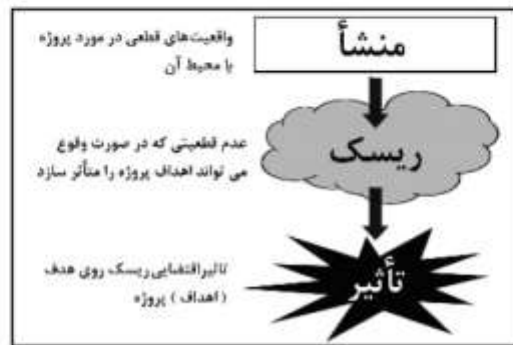 منشأ
واقعیت‌های قطعی در مورد پروژه
یا محیط آن
ریسک
عدم قطعیتی که در صورت وقوع
می تواند اهداف پروژه را متأثر سازد
تأثیر
تاثیراقتضایی ریسک روی هدف
( اهداف ) پروژه